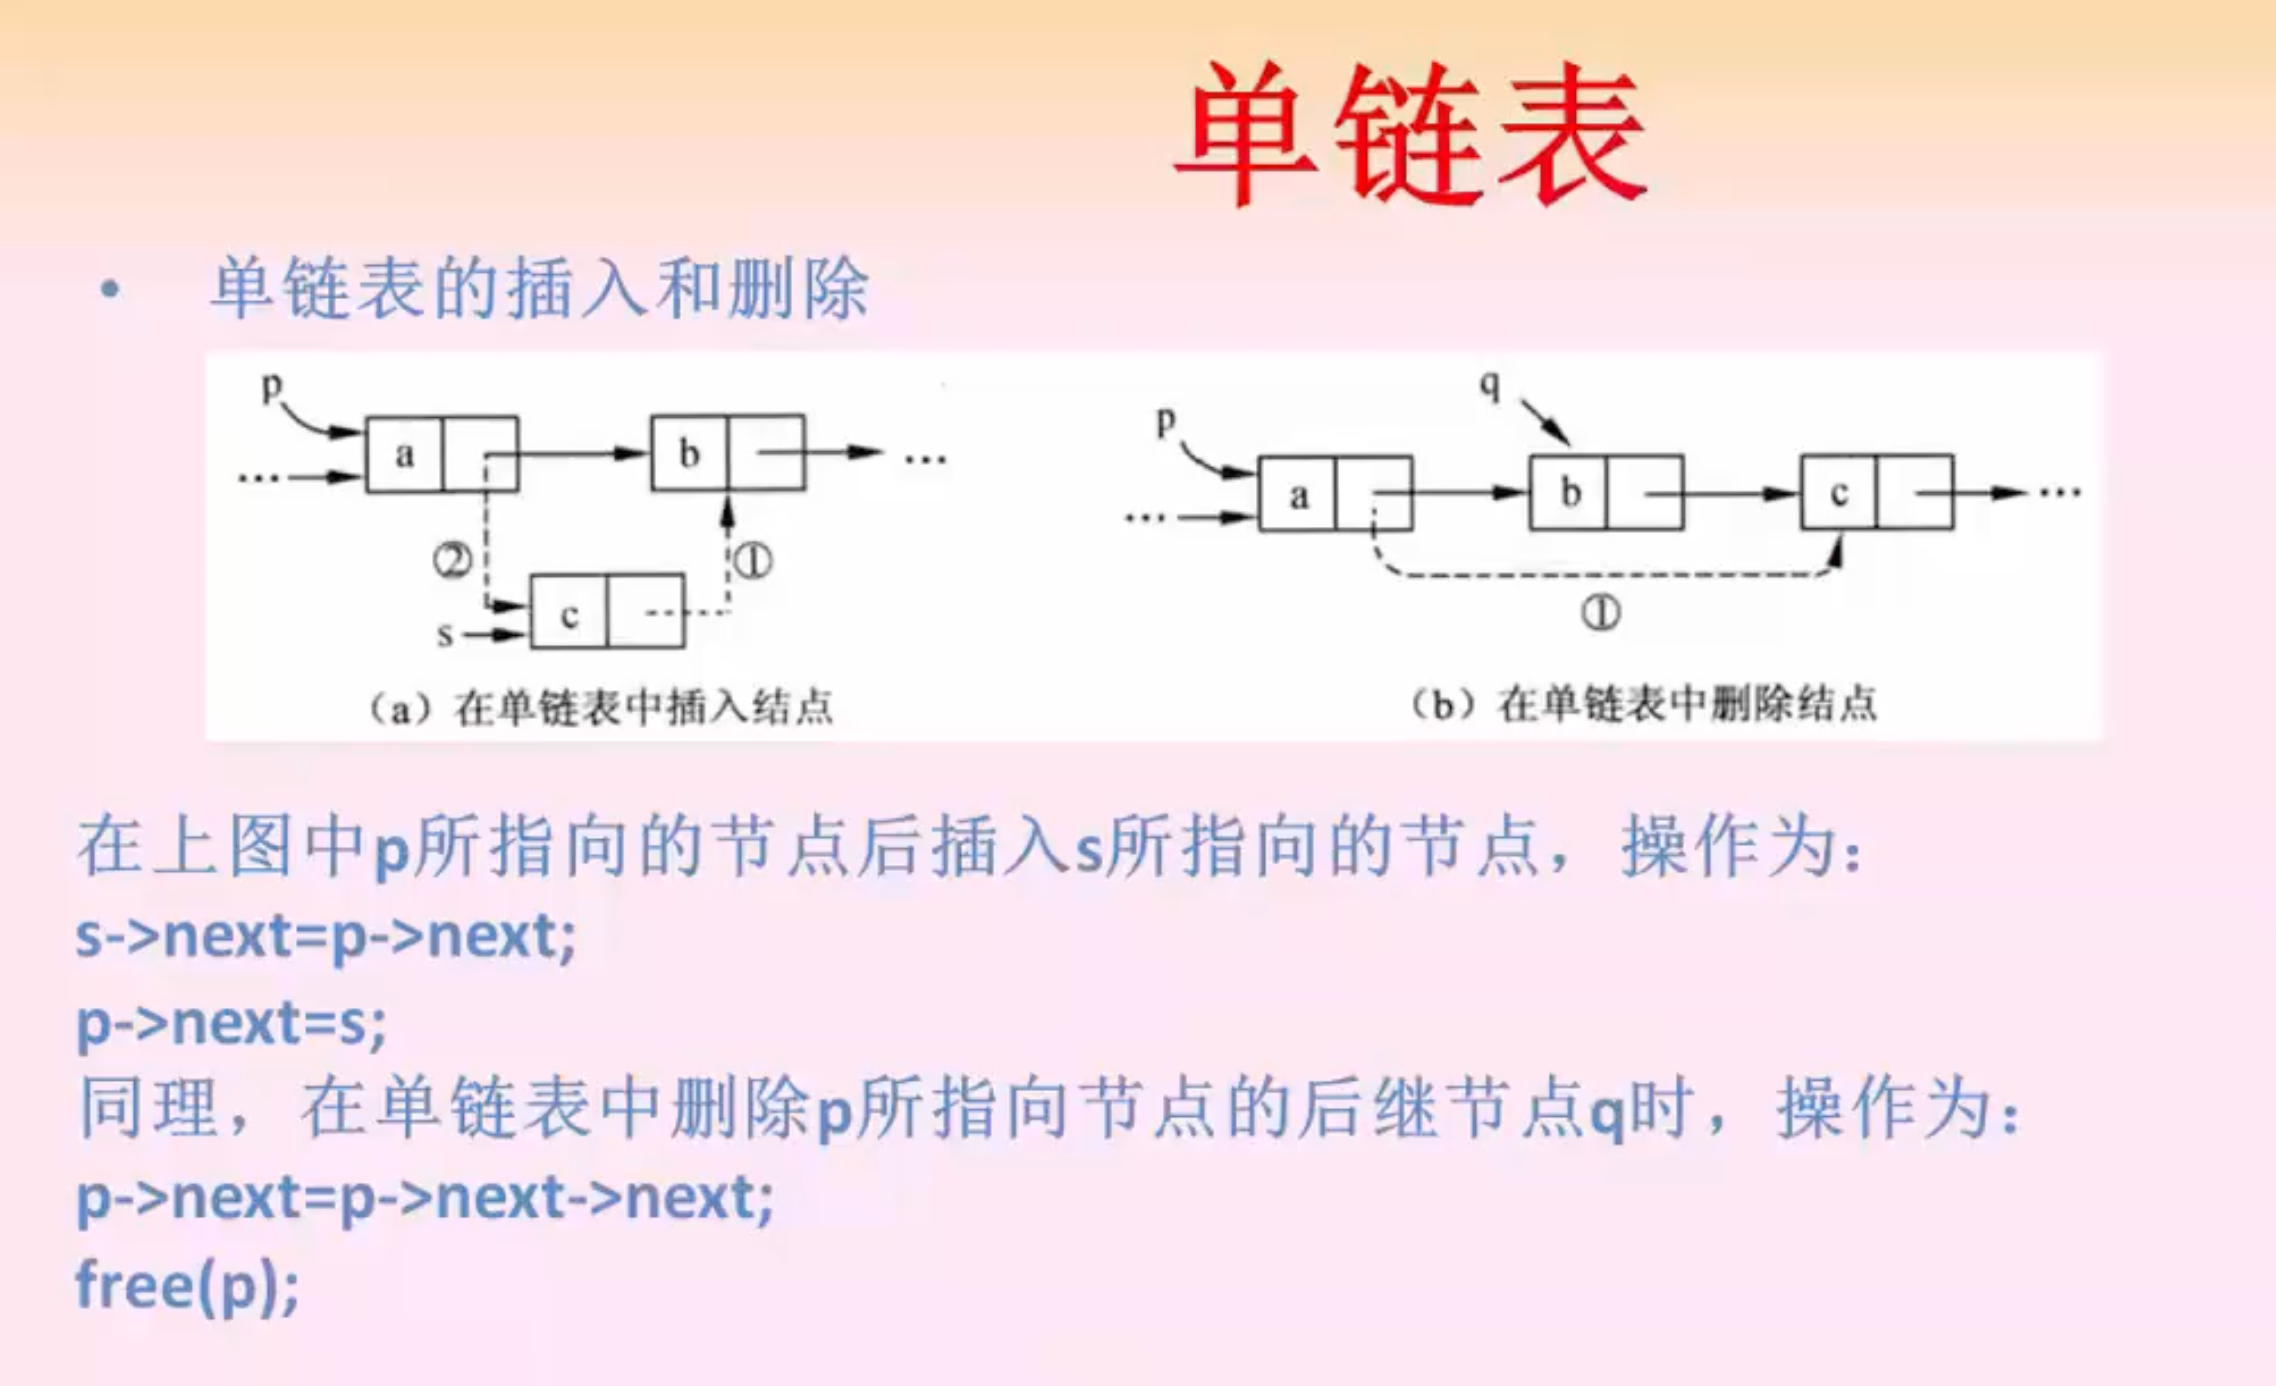 单链表
• 单链表的插入和删除
p
a
b
...
...
②
①
s
c
(a) 在单链表中插入结点
q
p
a
b
c
...
...
①
(b) 在单链表中删除结点
在上图中p所指向的节点后插入s所指向的节点，操作为：
s->next=p->next;
p->next=s;
同理，在单链表中删除p所指向节点的后继节点q时，操作为：
p->next=p->next->next;
free(p);